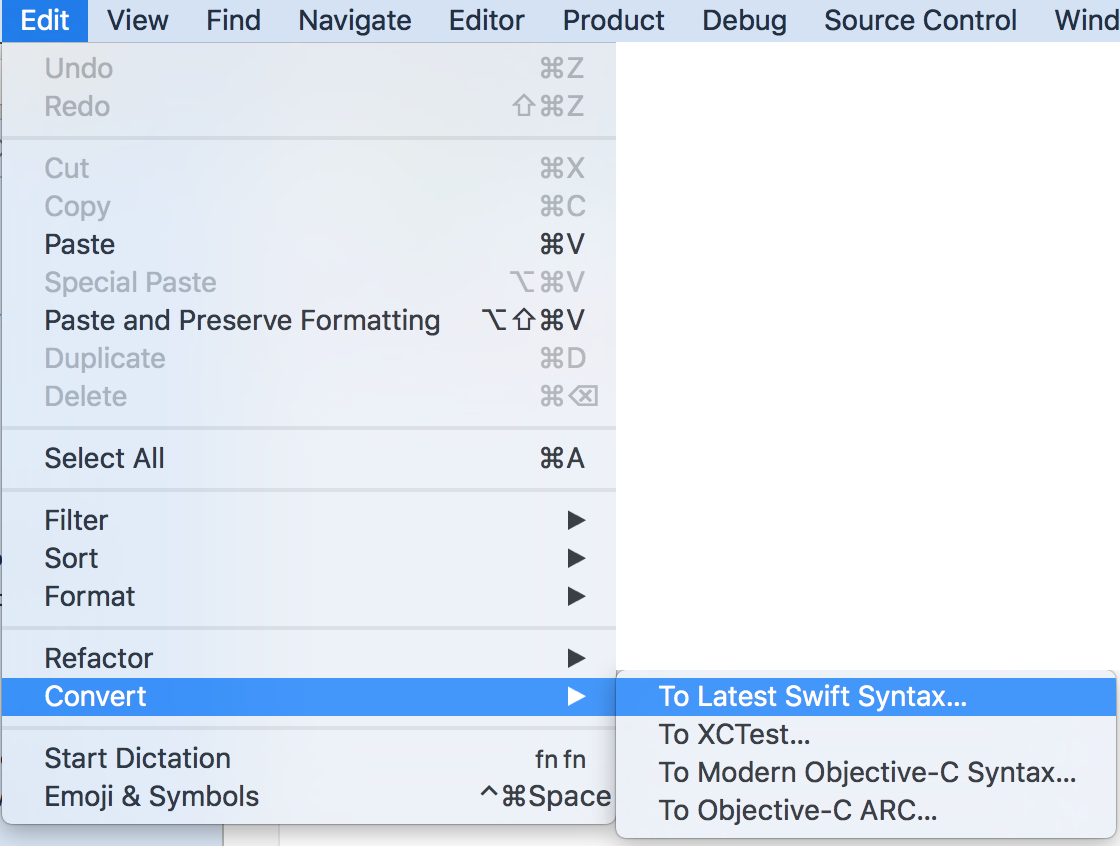 Edit View Find Navigate Editor Product Debug Source Control Wind
Undo ⌘Z
Redo ⇧⌘Z
Cut ⌘X
Copy ⌘C
Paste ⌘V
Special Paste ⌥⌘V
Paste and Preserve Formatting ⌥⇧⌘V
Duplicate ⌘D
Delete ⌘⌫
Select All ⌘A
Filter ▶
Sort ▶
Format ▶
Refactor ▶
Convert ▶
To Latest Swift Syntax...
To XCTest...
To Modern Objective-C Syntax...
To Objective-C ARC...
Start Dictation fn fn
Emoji & Symbols ^⌘Space